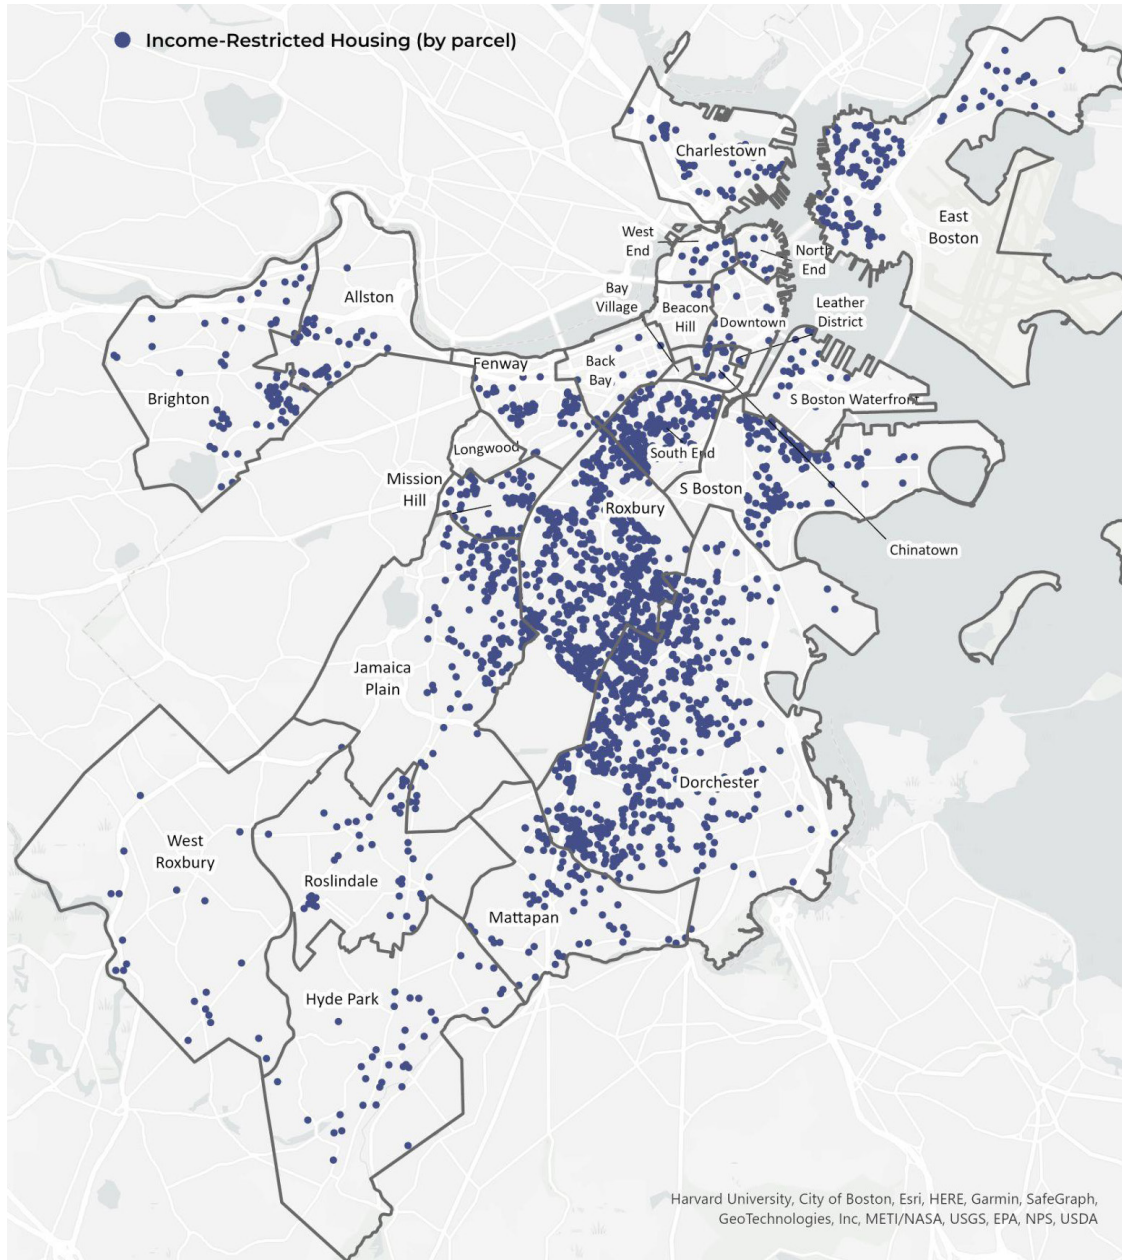 Income-Restricted Housing (by parcel)
Charlestown
East
Boston
West
End
North
End
Bay
Village
Beacon
Hill
Downtown
Leather
District
Allston
Fenway
Back
Bay
Brighton
S Boston Waterfront
Longwood
South End
Mission
Hill
S Boston
Roxbury
Chinatown
Jamaica
Plain
Dorchester
West
Roxbury
Roslindale
Mattapan
Hyde Park
Harvard University, City of Boston, Esri, HERE, Garmin, SafeGraph,
GeoTechnologies, Inc, METI/NASA, USGS, EPA, NPS, USDA